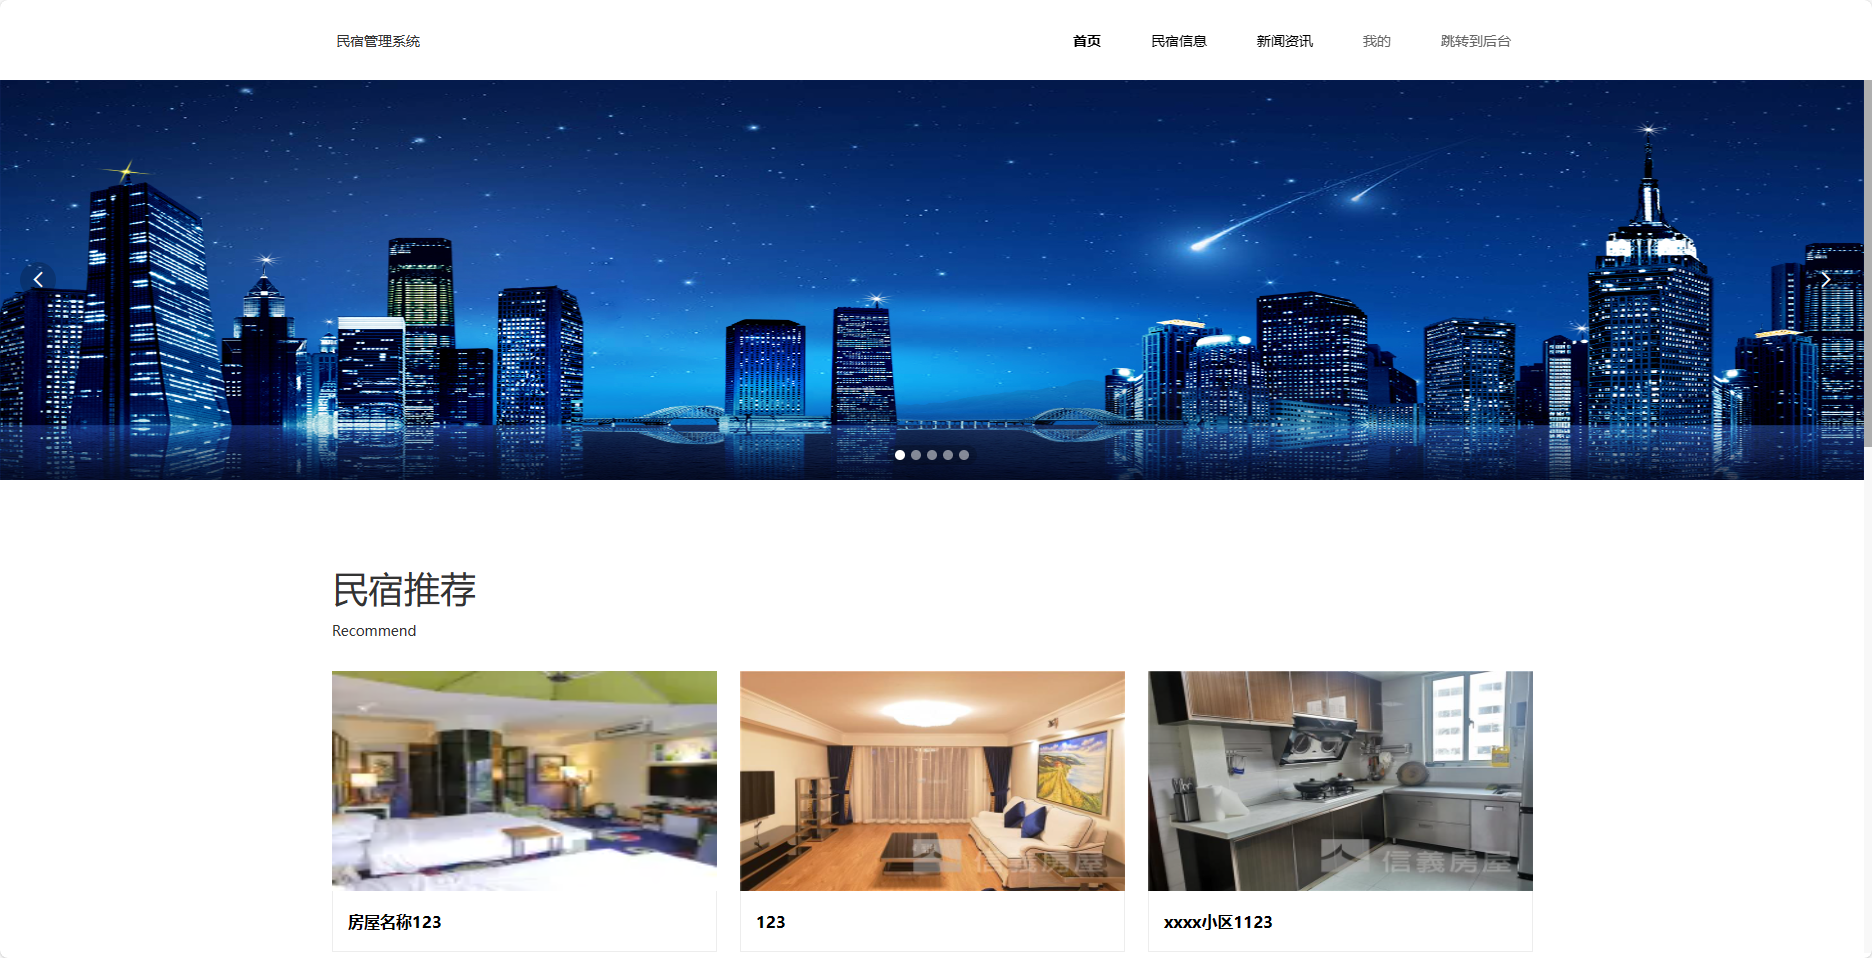 民宿管理系统
首页 民宿信息 新闻资讯 我的 跳转到后台
民宿推荐
Recommend
信義房屋
信義房屋
房屋名称123
123
xxxx小区1123